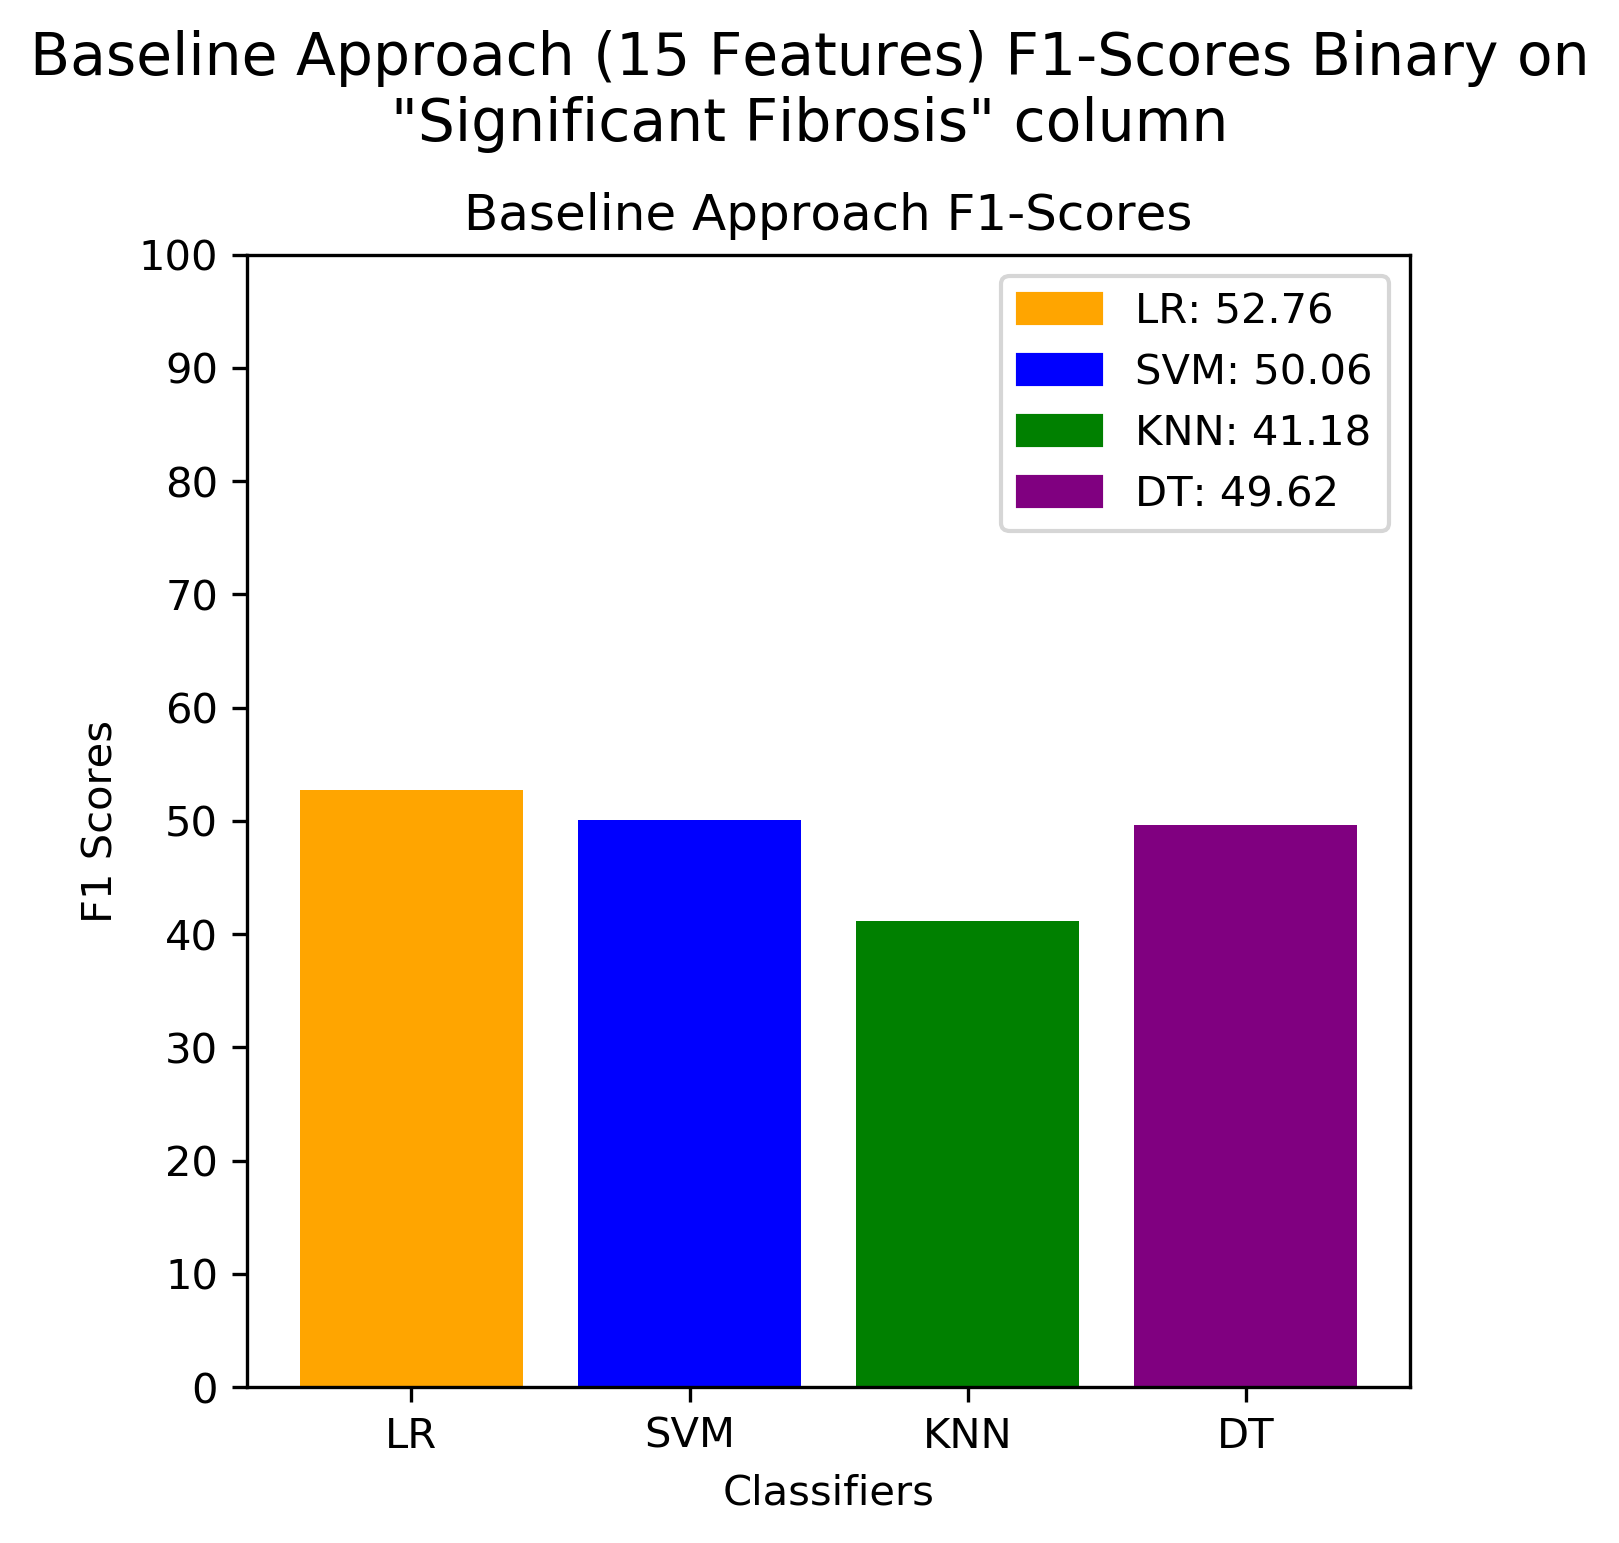 Baseline Approach (15 Features) F1-Scores Binary on
"Significant Fibrosis" column
Baseline Approach F1-Scores
100
90
80
70
60
50
40
30
20
10
0
F1 Scores
LR: 52.76
SVM: 50.06
KNN: 41.18
DT: 49.62
LR SVM KNN DT
Classifiers